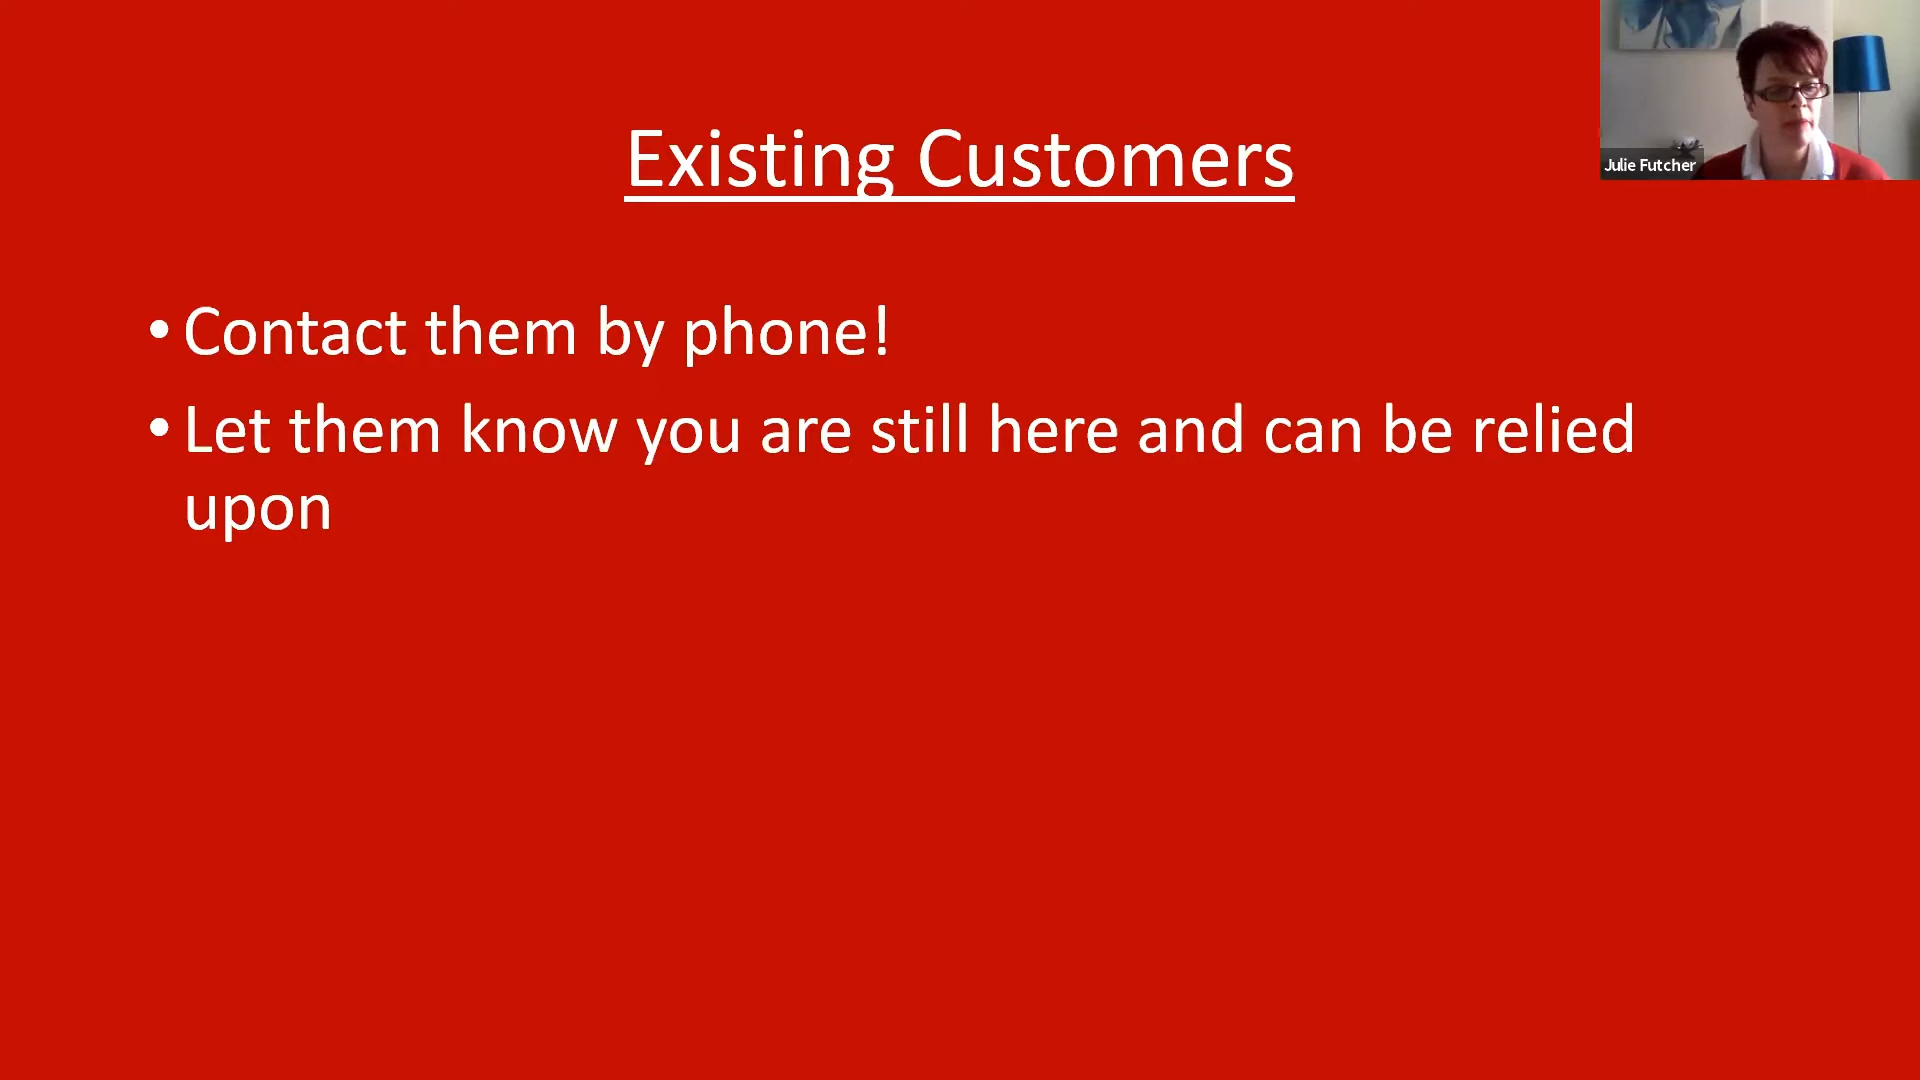 Existing Customers
Julie Futcher
• Contact them by phone!
• Let them know you are still here and can be relied
upon